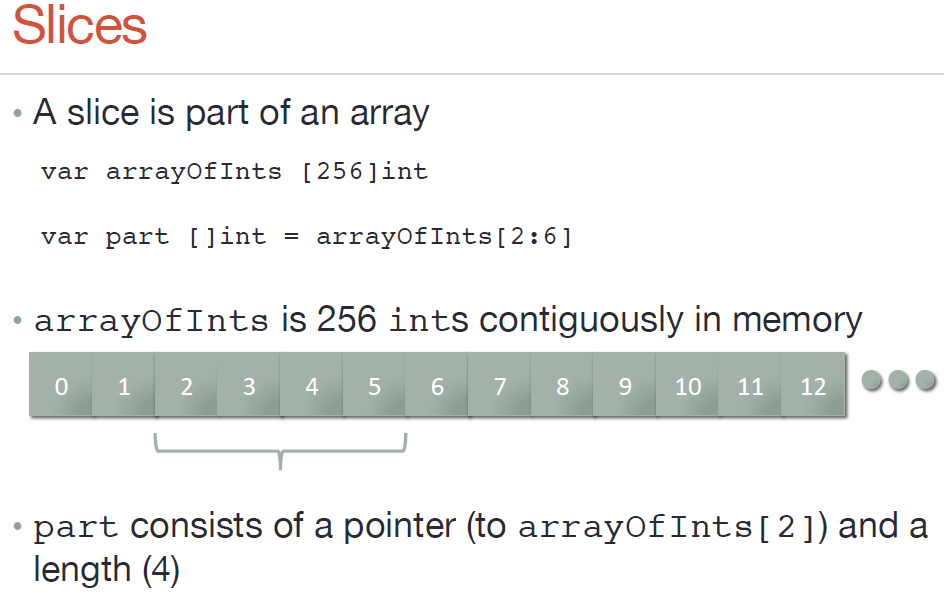 Slices
• A slice is part of an array
var arrayOfInts [256]int
var part []int = arrayOfInts[2:6]
• arrayOfInts is 256 ints contiguously in memory
0 1 2 3 4 5 6 7 8 9 10 11 12
• part consists of a pointer (to arrayOfInts[2]) and a
length (4)